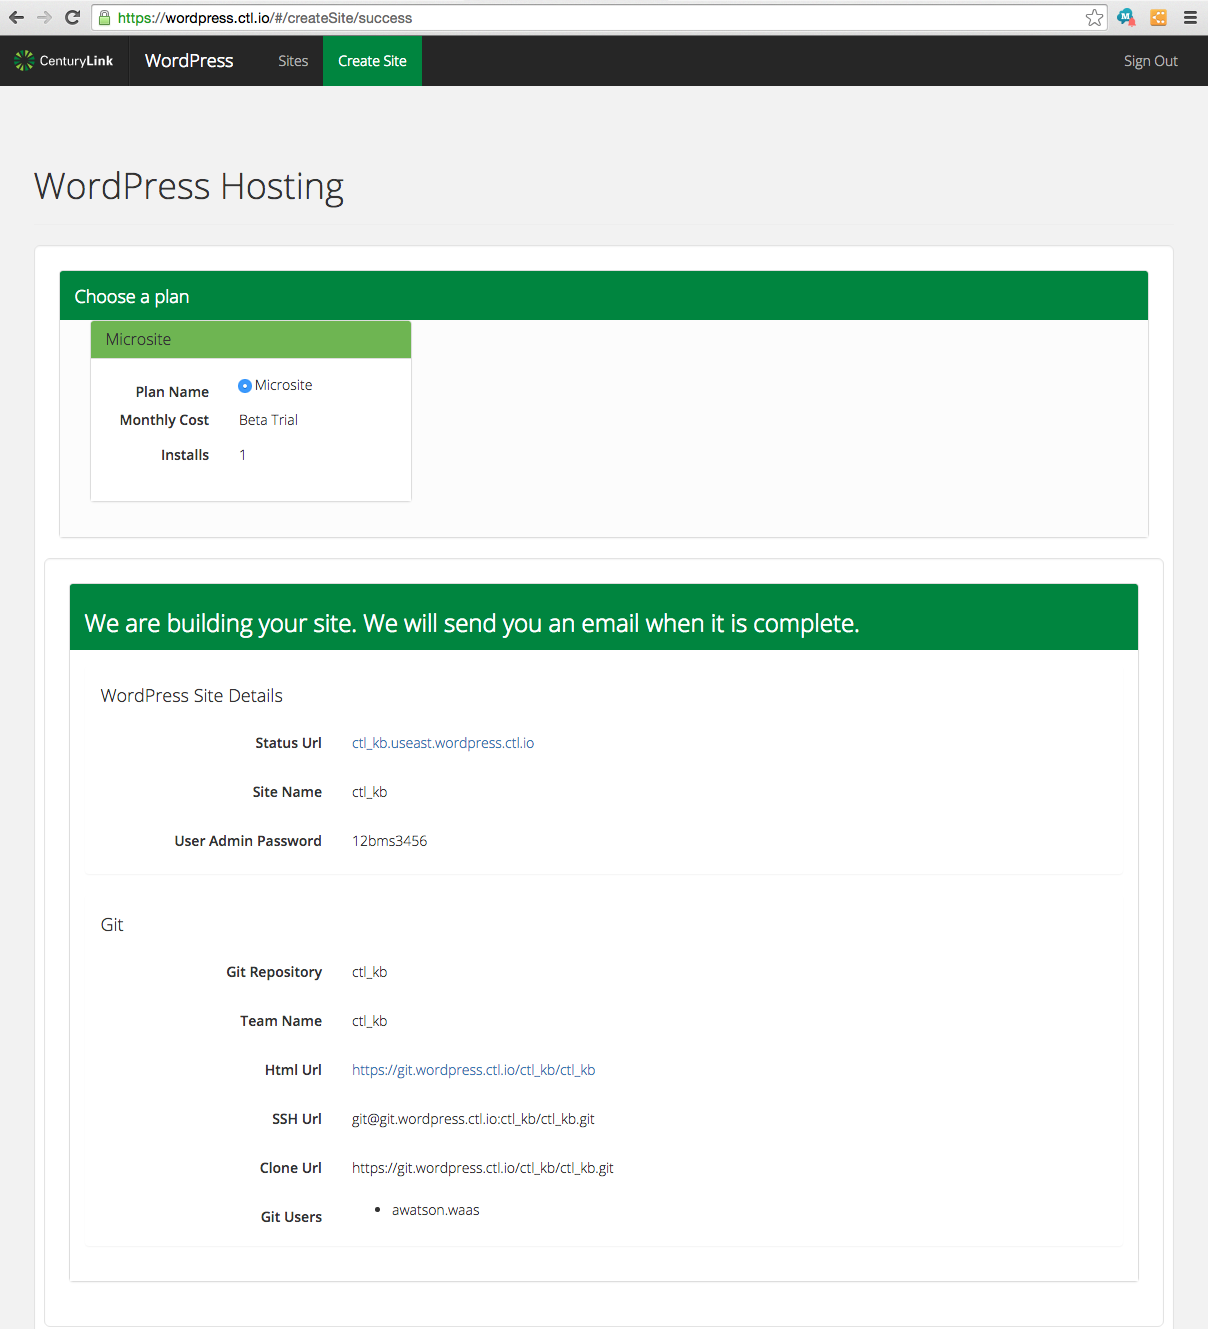 https://wordpress.ctl.io/#/createSite/success
M
CenturyLink
WordPress
Sites
Create Site
Sign Out
WordPress Hosting
Choose a plan
Microsite
Plan Name Microsite
Monthly Cost Beta Trial
Installs 1
We are building your site. We will send you an email when it is complete.
WordPress Site Details
Status Url ctl_kb.useast.wordpress.ctl.io
Site Name ctl_kb
User Admin Password 12bms3456
Git
Git Repository ctl_kb
Team Name ctl_kb
Html Url https://git.wordpress.ctl.io/ctl_kb/ctl_kb
SSH Url git@git.wordpress.ctl.io:ctl_kb/ctl_kb.git
Clone Url https://git.wordpress.ctl.io/ctl_kb/ctl_kb.git
Git Users • awatson.waas